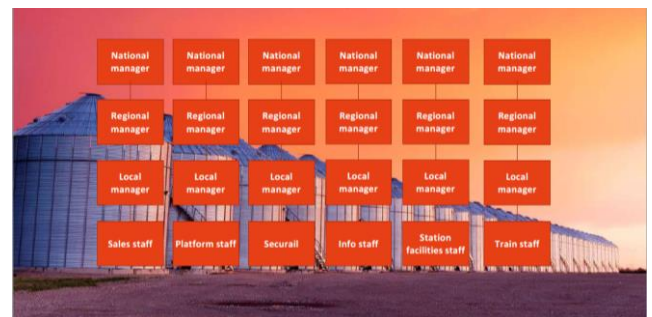 National manager
National manager
National manager
National manager
National manager
National manager
Regional manager
Regional manager
Regional manager
Regional manager
Regional manager
Regional manager
Local manager
Local manager
Local manager
Local manager
Local manager
Local manager
Sales staff
Platform staff
Securail
Info staff
Station facilities staff
Train staff